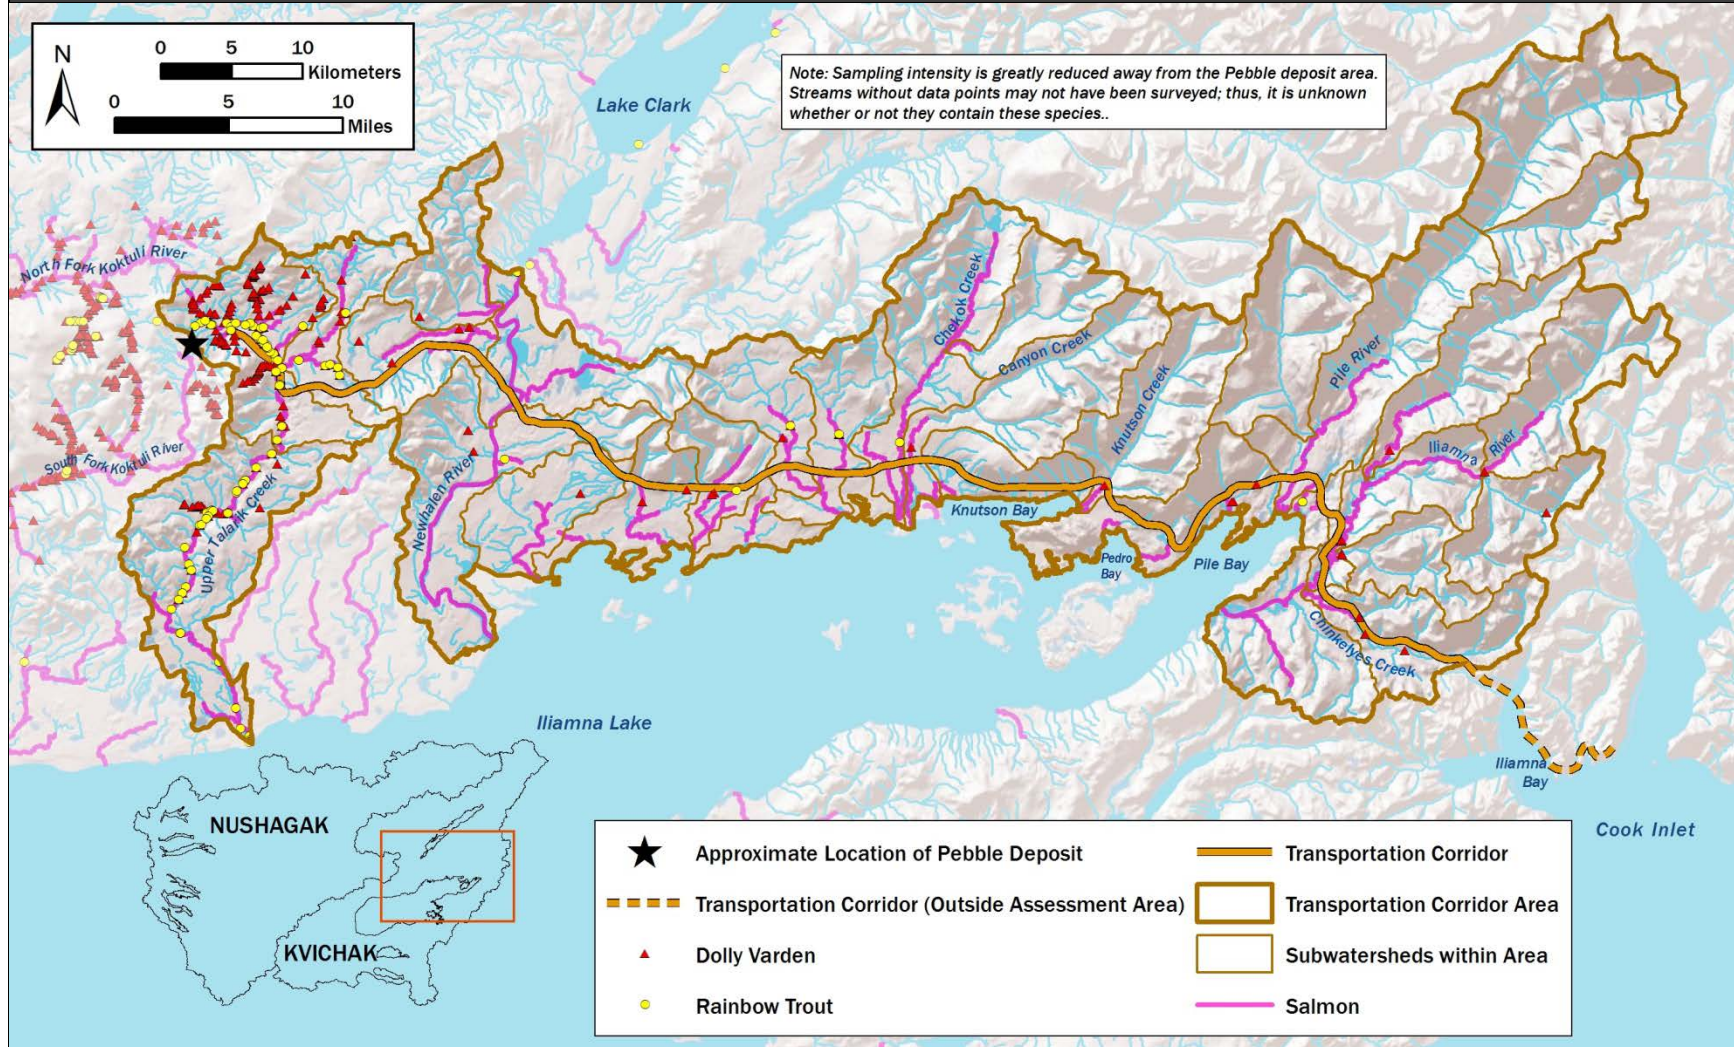 N
0 5 10
Kilometers
0 5 10
Miles
Note: Sampling intensity is greatly reduced away from the Pebble deposit area.
Streams without data points may not have been surveyed; thus, it is unknown
whether or not they contain these species..
Lake Clark
North Fork Koktuli River
South Fork Koktuli River
Upper Talarik Creek
Newhalen River
Chekok Creek
Canyon Creek
Knutson Creek
Pile River
Iliamna River
Knutson Bay
Pedro
Bay
Pile Bay
Chinkelyes Creek
Iliamna Lake
Iliamna
Bay
Cook Inlet
NUSHAGAK
KVICHAK
Approximate Location of Pebble Deposit
Transportation Corridor (Outside Assessment Area)
Dolly Varden
Rainbow Trout
Transportation Corridor
Transportation Corridor Area
Subwatersheds within Area
Salmon